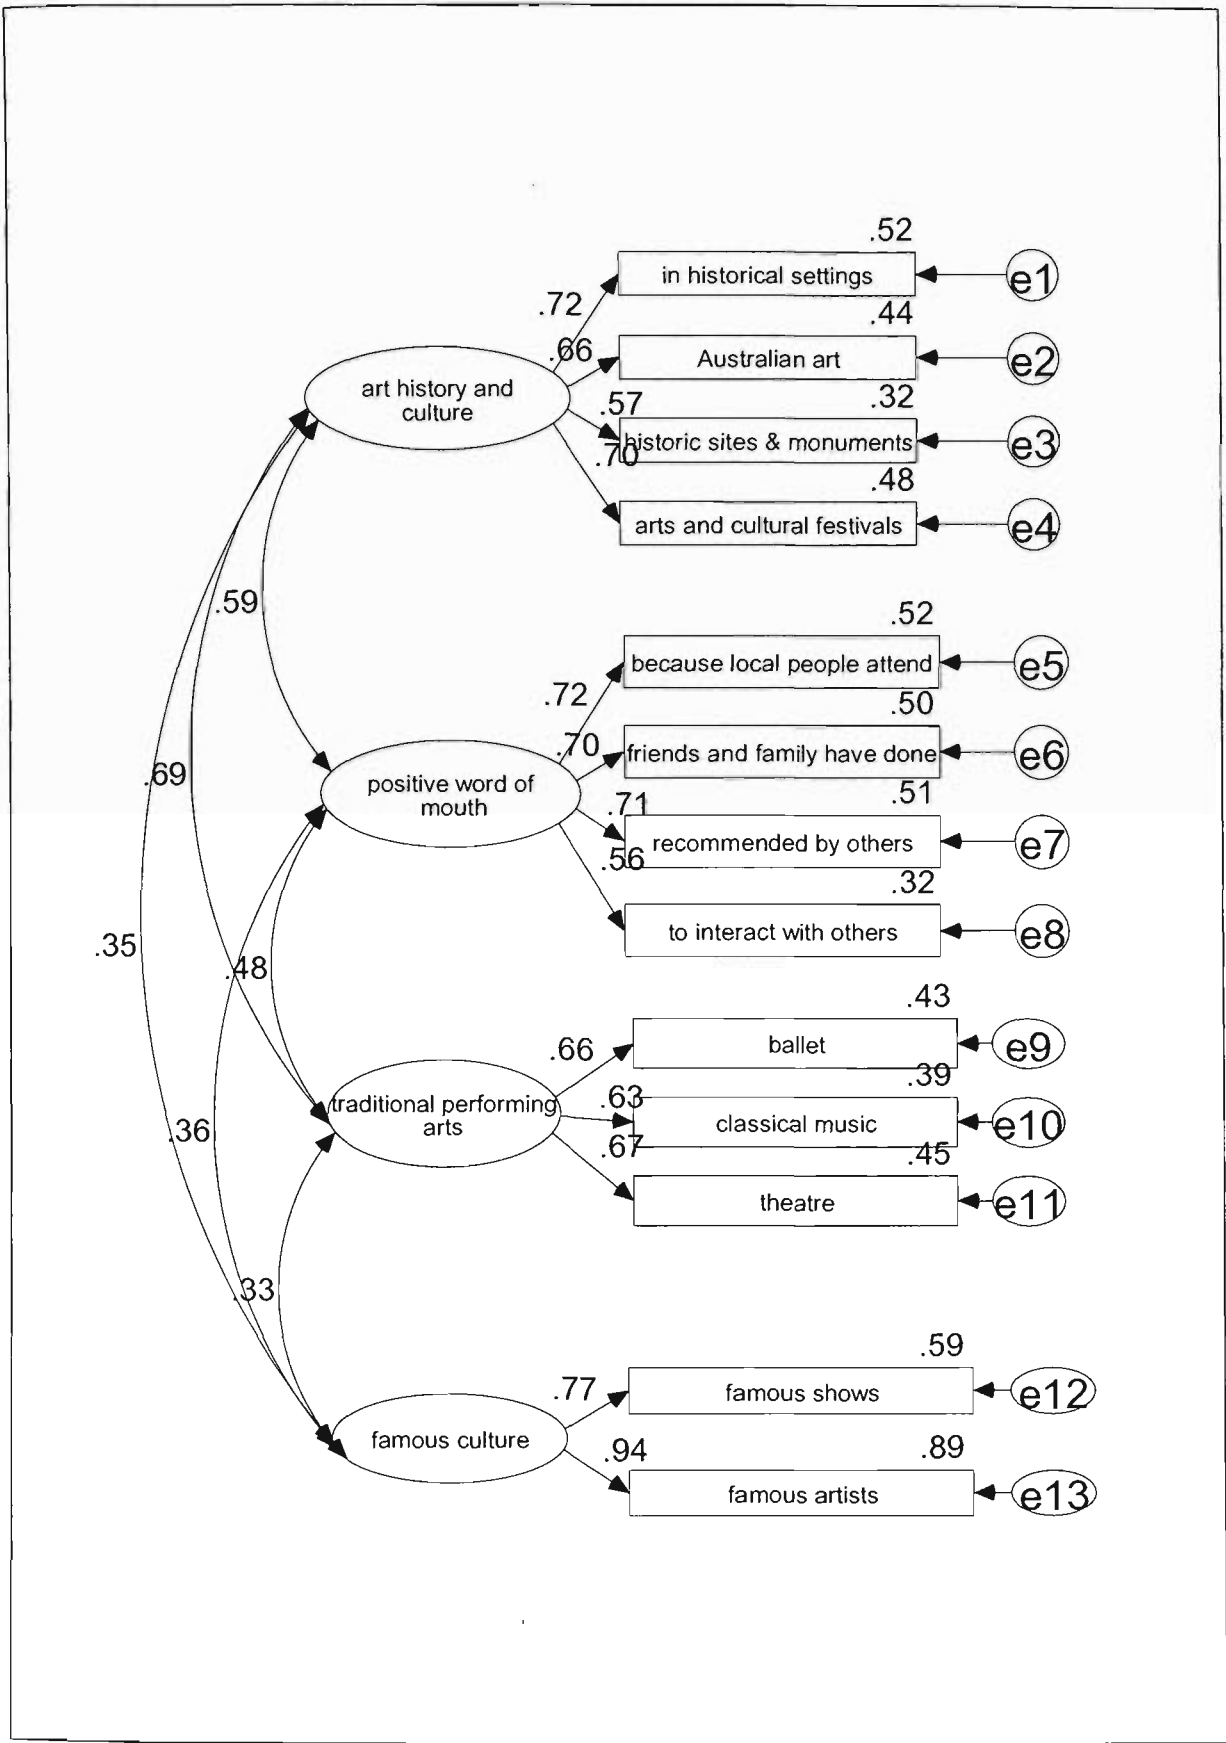 .52
in historical settings
e1
.72
.44
.66
Australian art
e2
art history and
culture
.32
.57
historic sites & monuments
e3
.70
.48
arts and cultural festivals
e4
.59
.52
because local people attend
e5
.72
.50
.70
friends and family have done
e6
.69
positive word of
mouth
.51
.71
recommended by others
e7
.56
.32
to interact with others
e8
.35
.48
.43
ballet
e9
.66
.39
.63
traditional performing
arts
classical music
e10
.36
.67
.45
theatre
e11
.33
.59
famous shows
e12
.77
famous culture
.94
.89
famous artists
e13